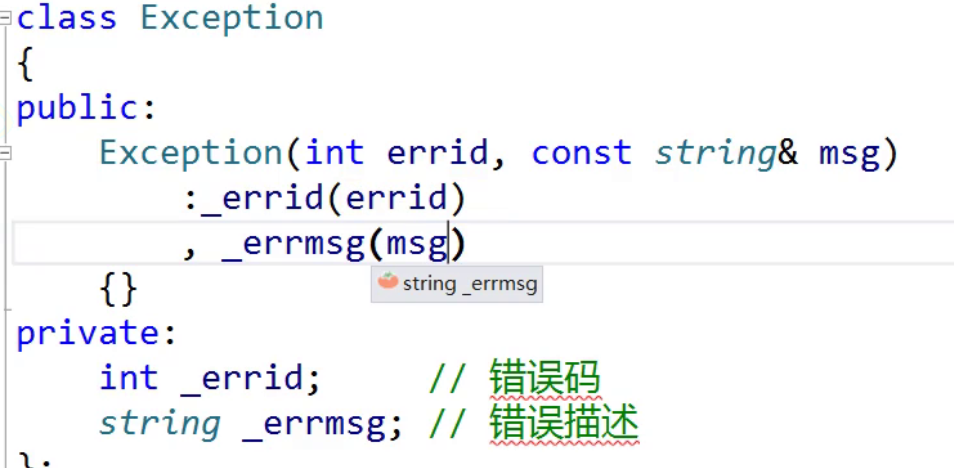 class Exception
{
public:
    Exception(int errid, const string& msg)
        :_errid(errid)
        , _errmsg(msg)
string _errmsg
    {}
private:
    int _errid;     // 错误码
    string _errmsg; // 错误描述
};